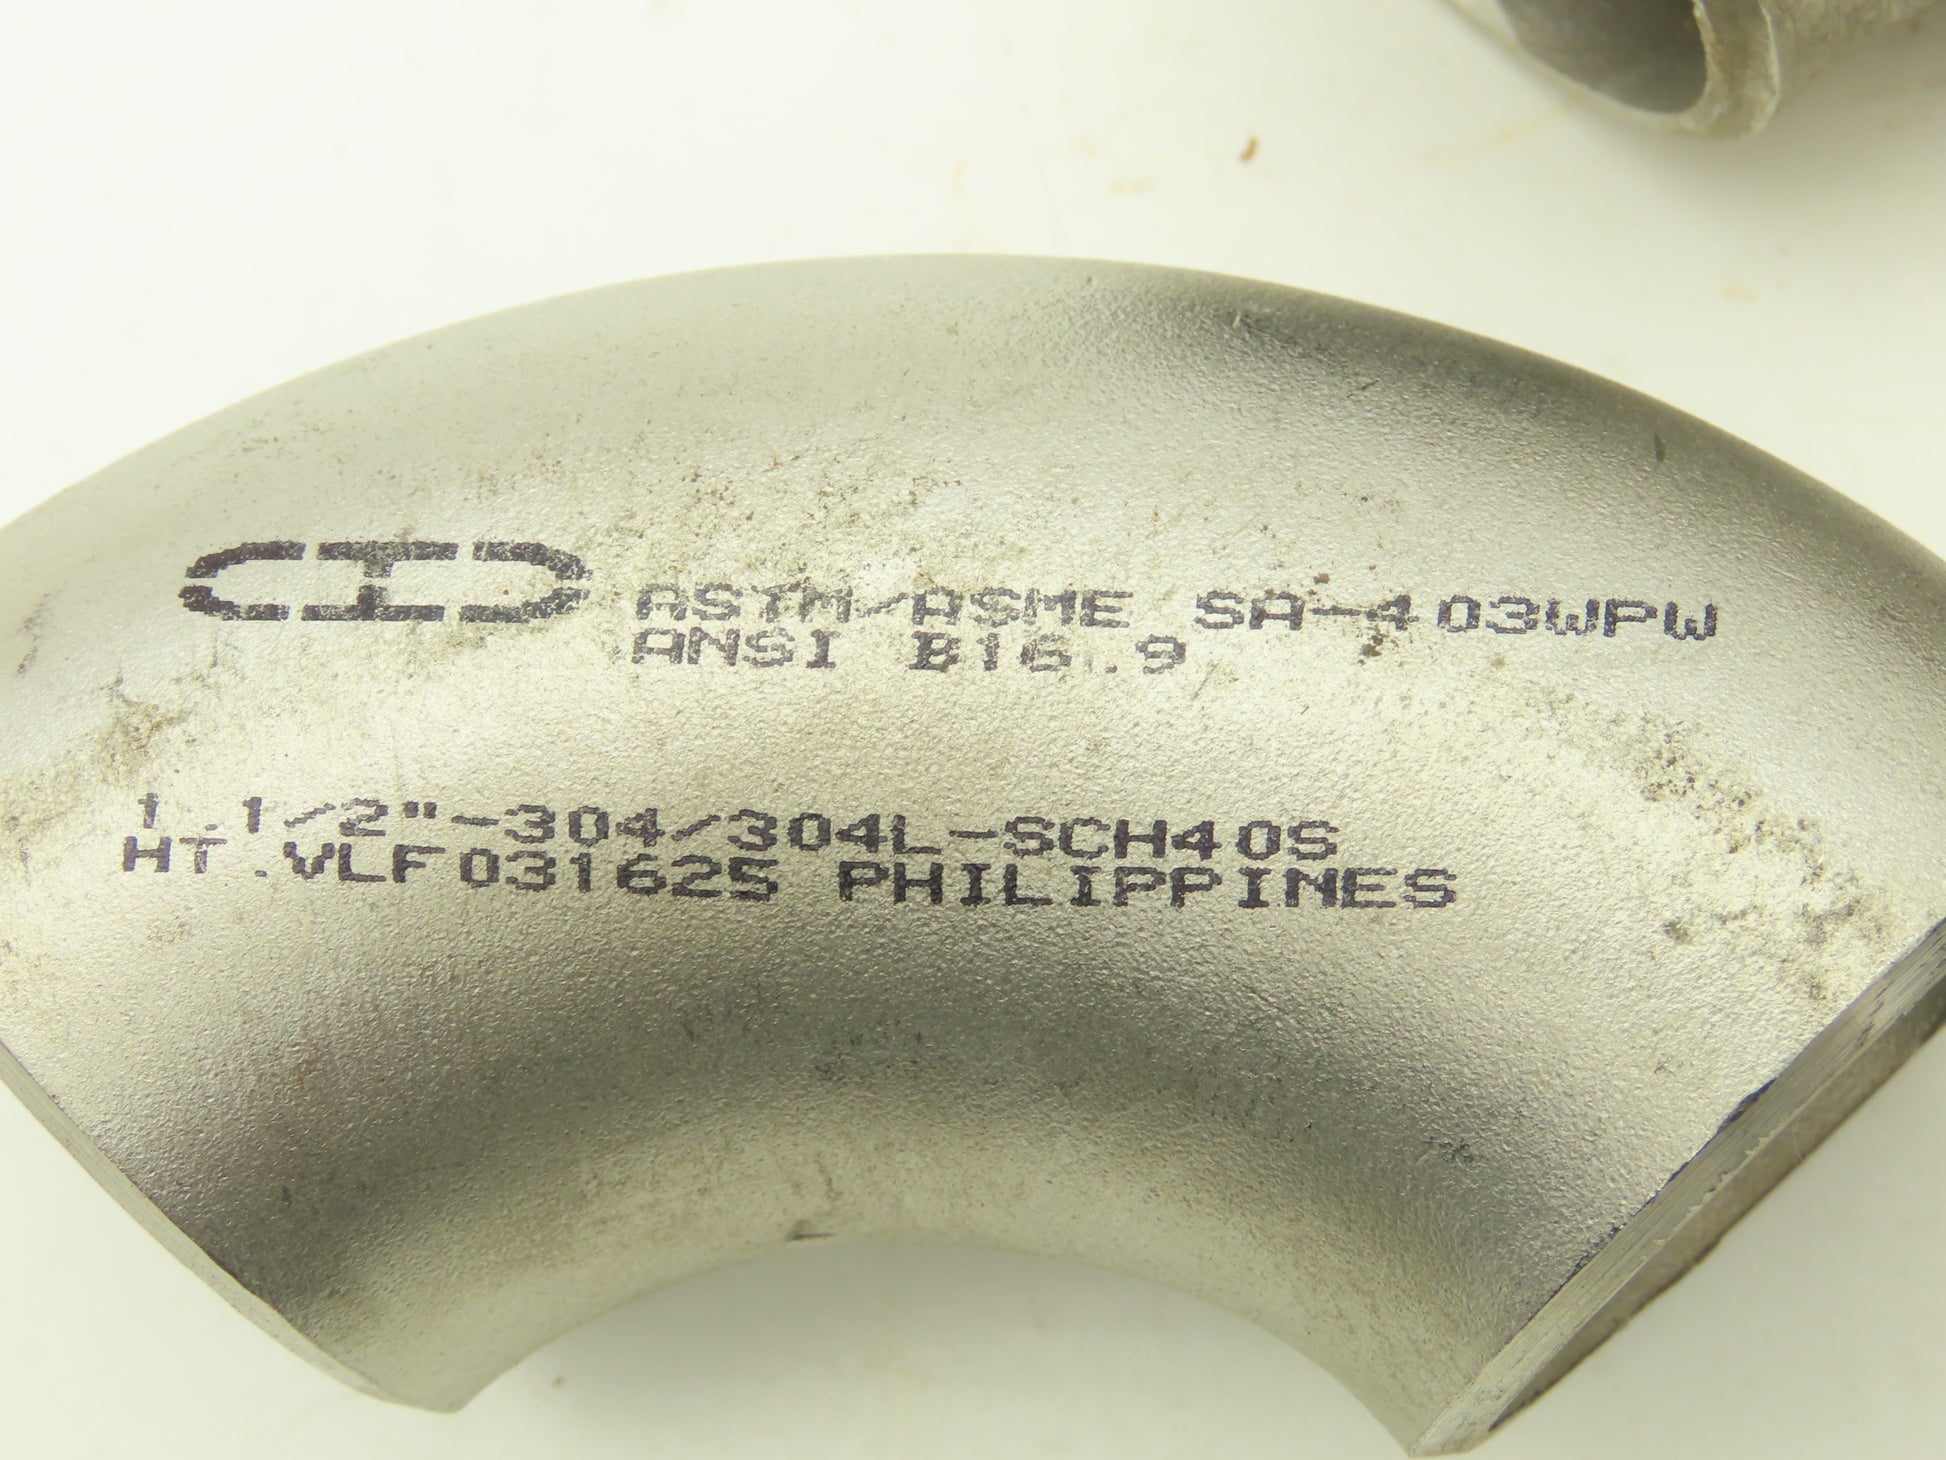 ASTM/ASME SA-403WPW
ANSI B16.9
1.1/2"-304/304L-SCH40S
HT.VLF031625 PHILIPPINES